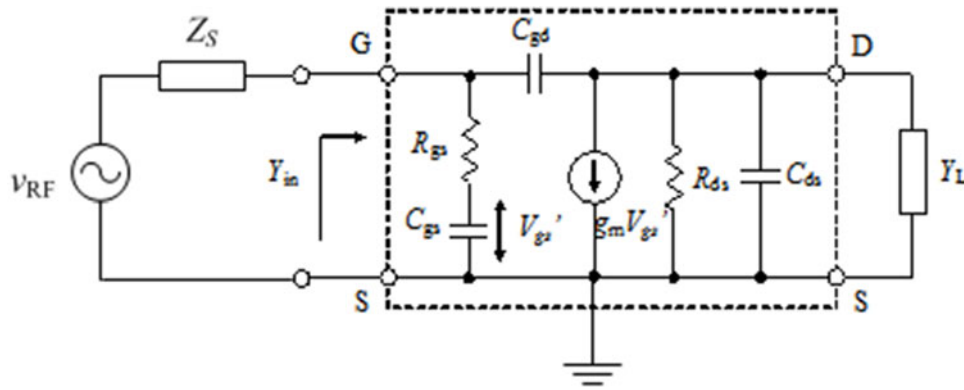 Z_S
G
C_gd
D
R_gs
R_ds
C_ds
Y_in
Y_L
v_RF
C_gs
V_gs'
g_mV_gs'
S
S